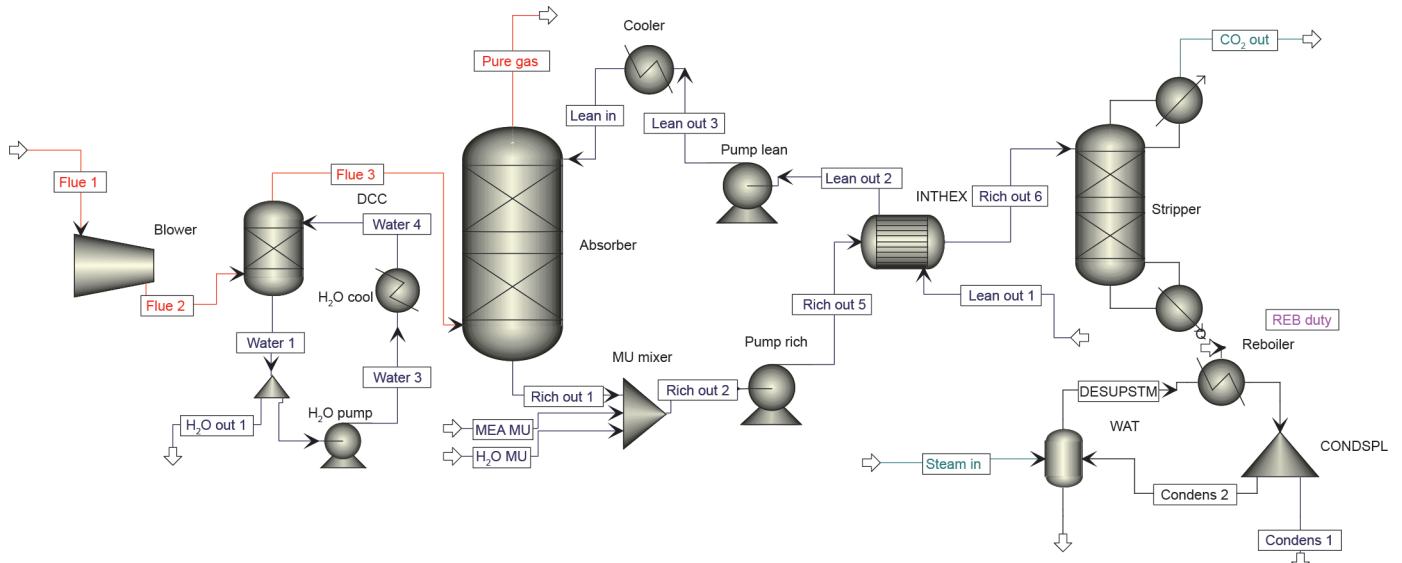 Cooler
CO₂ out
Pure gas
Lean in
Lean out 3
Pump lean
Flue 1
Flue 3
DCC
Lean out 2
INTHEX
Rich out 6
Stripper
Blower
Water 4
Absorber
Flue 2
H₂O cool
Rich out 5
Lean out 1
REB duty
Q
Reboiler
Water 1
MU mixer
Pump rich
Water 3
Rich out 1
Rich out 2
DESUPSTM
H₂O out 1
H₂O pump
MEA MU
WAT
H₂O MU
CONDSPL
Steam in
Condens 2
Condens 1